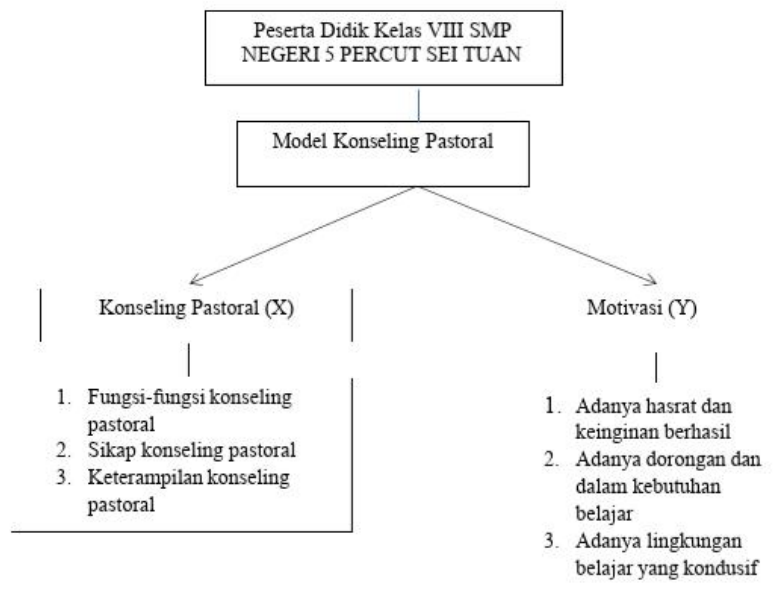 Peserta Didik Kelas VIII SMP
NEGERI 5 PERCUT SEI TUAN
Model Konseling Pastoral
Konseling Pastoral (X)
Motivasi (Y)
1. Fungsi-fungsi konseling
pastoral
2. Sikap konseling pastoral
3. Keterampilan konseling
pastoral
1. Adanya hasrat dan
keinginan berhasil
2. Adanya dorongan dan
dalam kebutuhan
belajar
3. Adanya lingkungan
belajar yang kondusif